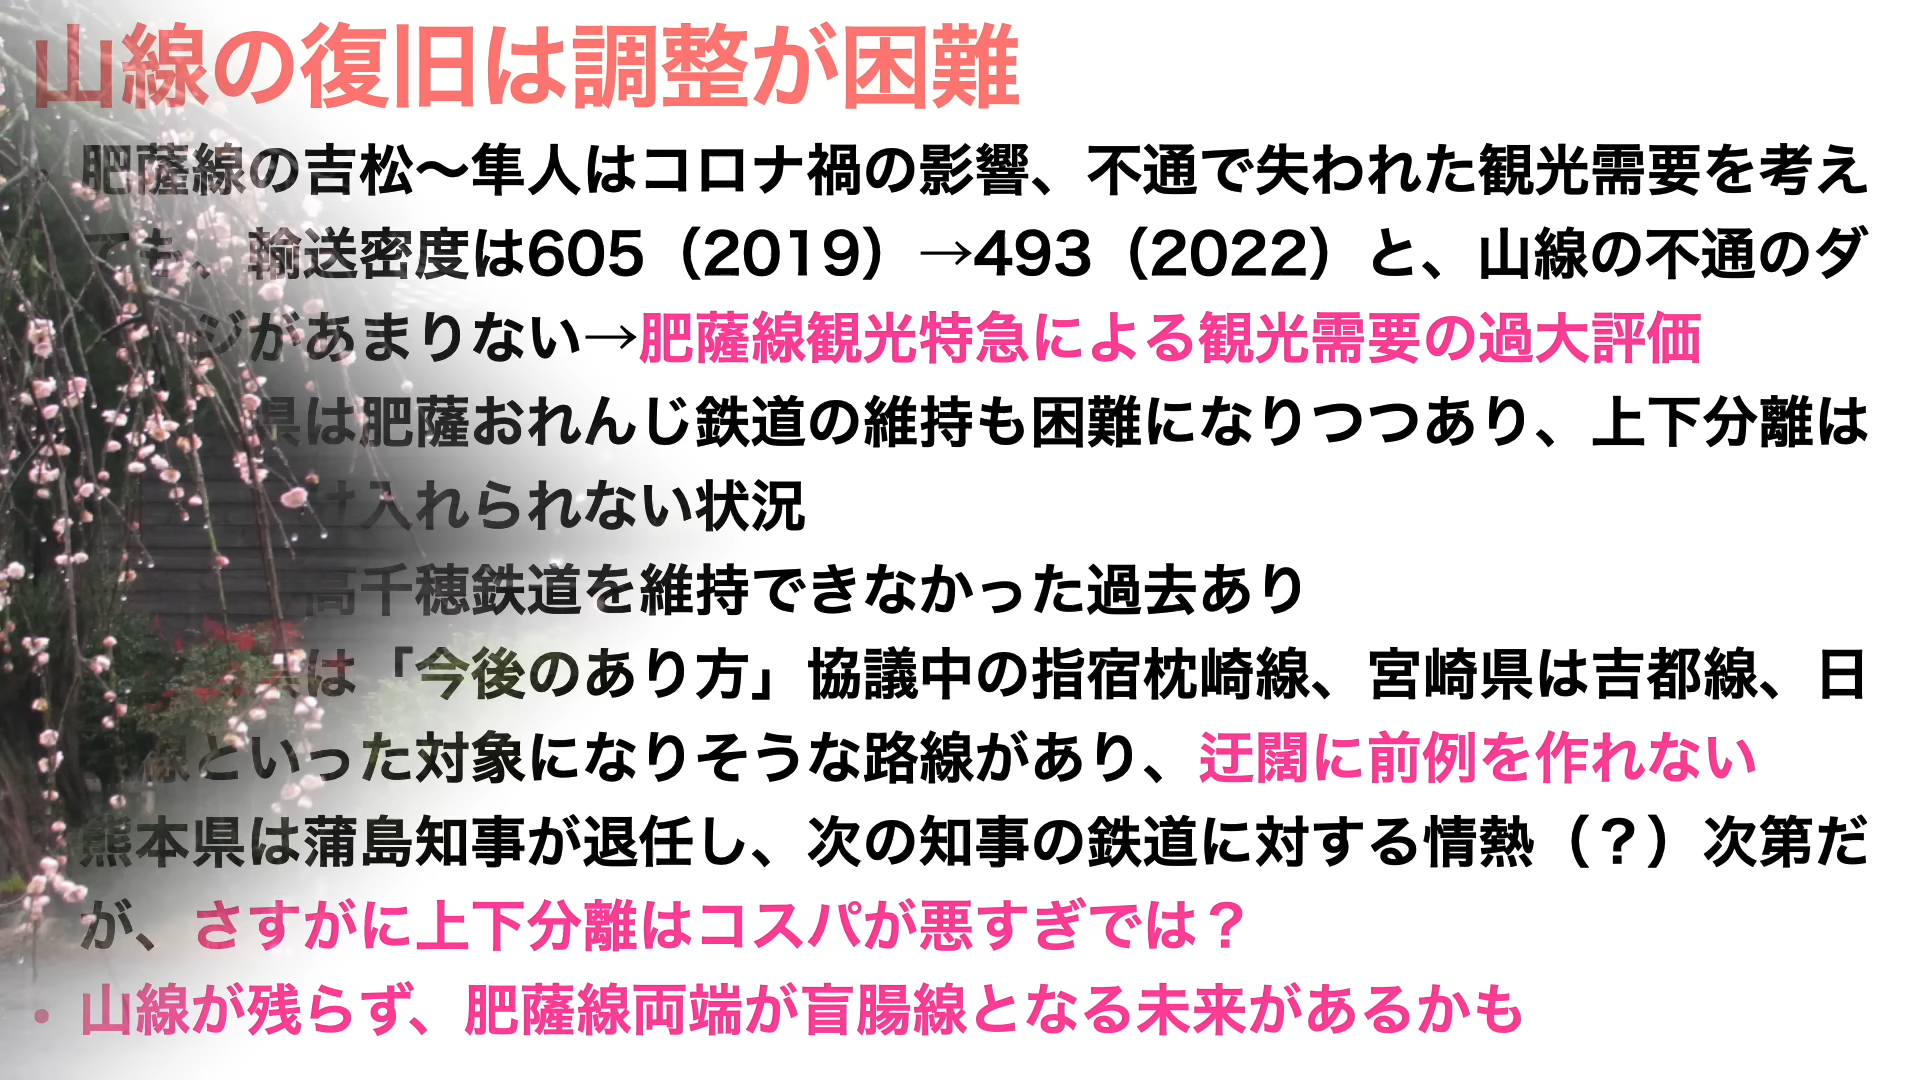 山線の復旧は調整が困難
• 肥薩線の吉松〜隼人はコロナ禍の影響、不通で失われた観光需要を考え
ても、輸送密度は605（2019）→493（2022）と、山線の不通のダ
ジがあまりない→肥薩線観光特急による観光需要の過大評価
県は肥薩おれんじ鉄道の維持も困難になりつつあり、上下分離は
け入れられない状況
高千穂鉄道を維持できなかった過去あり
県は「今後のあり方」協議中の指宿枕崎線、宮崎県は吉都線、日
線といった対象になりそうな路線があり、迂闊に前例を作れない
熊本県は蒲島知事が退任し、次の知事の鉄道に対する情熱（？）次第だ
が、さすがに上下分離はコスパが悪すぎでは？
• 山線が残らず、肥薩線両端が盲腸線となる未来があるかも